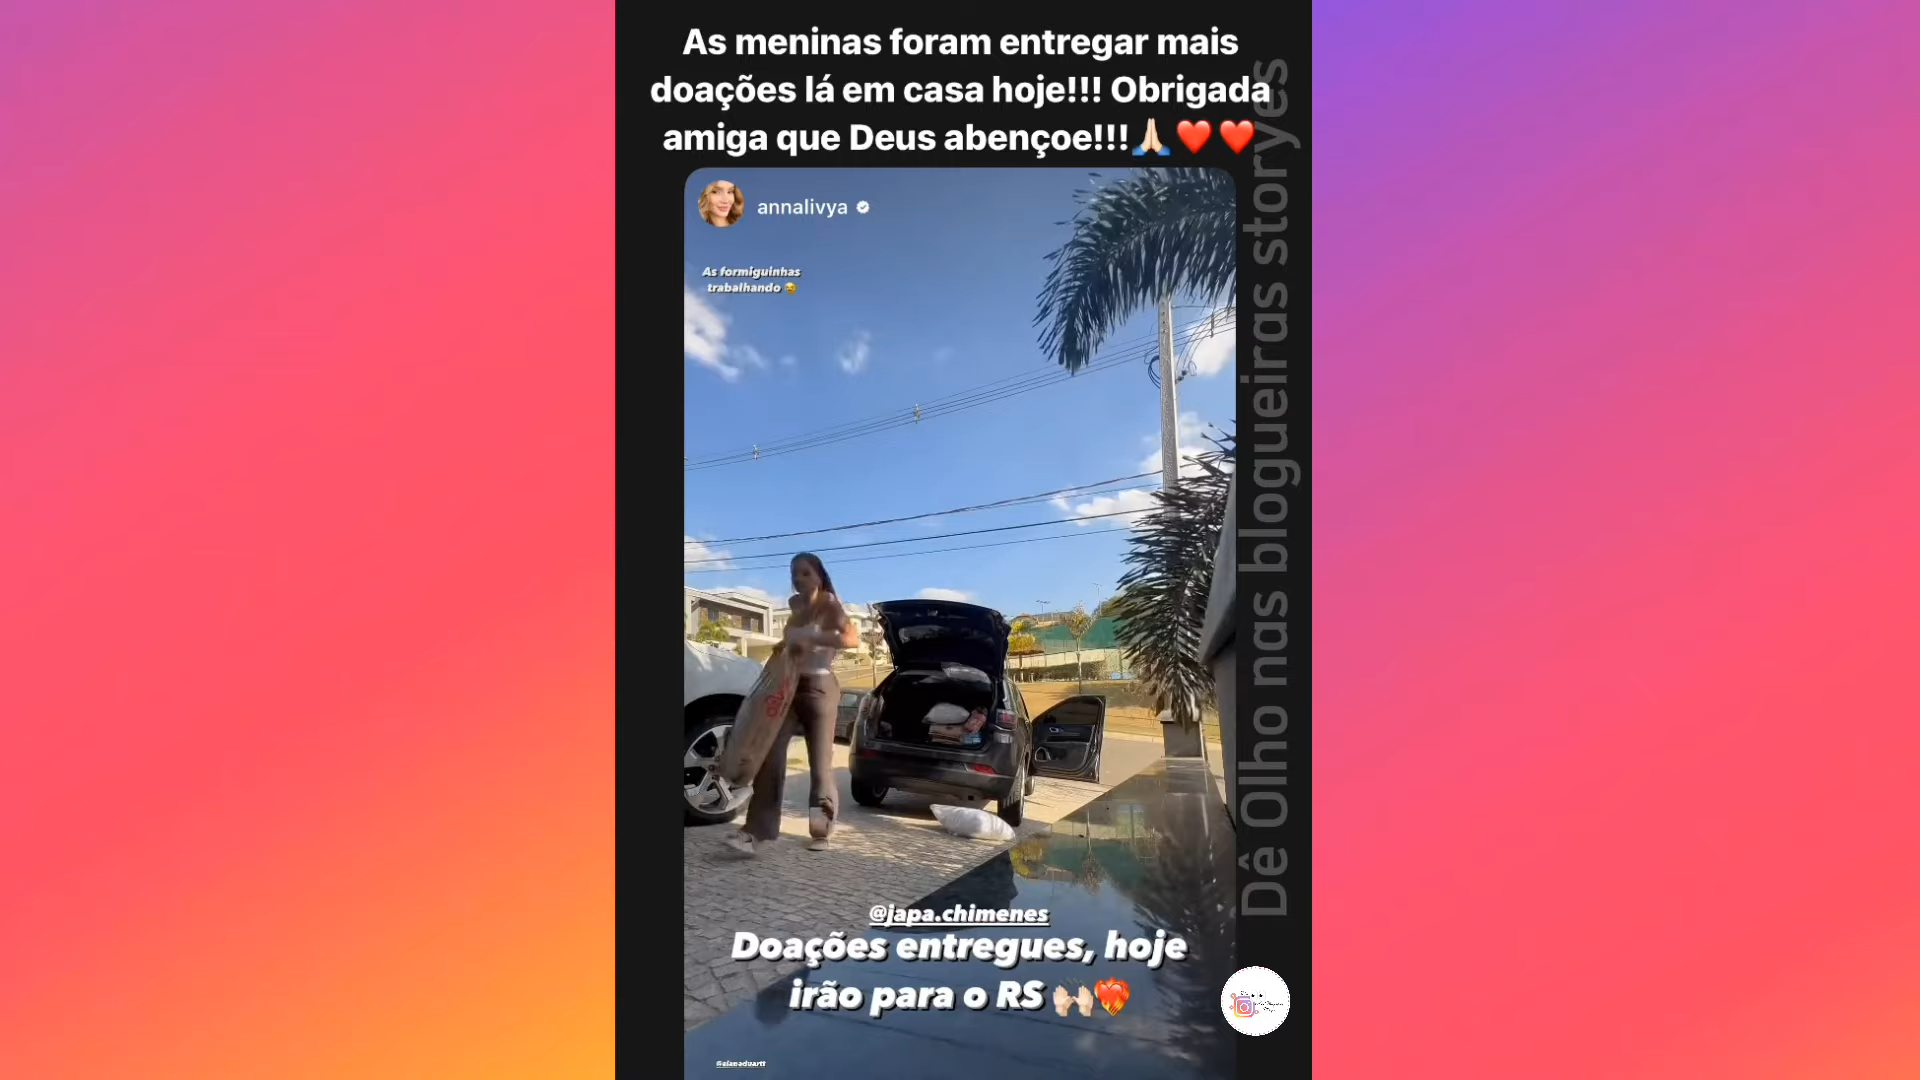 As meninas foram entregar mais
doações lá em casa hoje!!! Obrigada
amiga que Deus abençoe!!!🙏🏻❤️❤️
annalivya
As formiguinhas
trabalhando 😂
@japa.chimenes
Doações entregues, hoje
irão para o RS 🙌🏻❤️‍🔥
Dê Olho nas blogueiras storyes